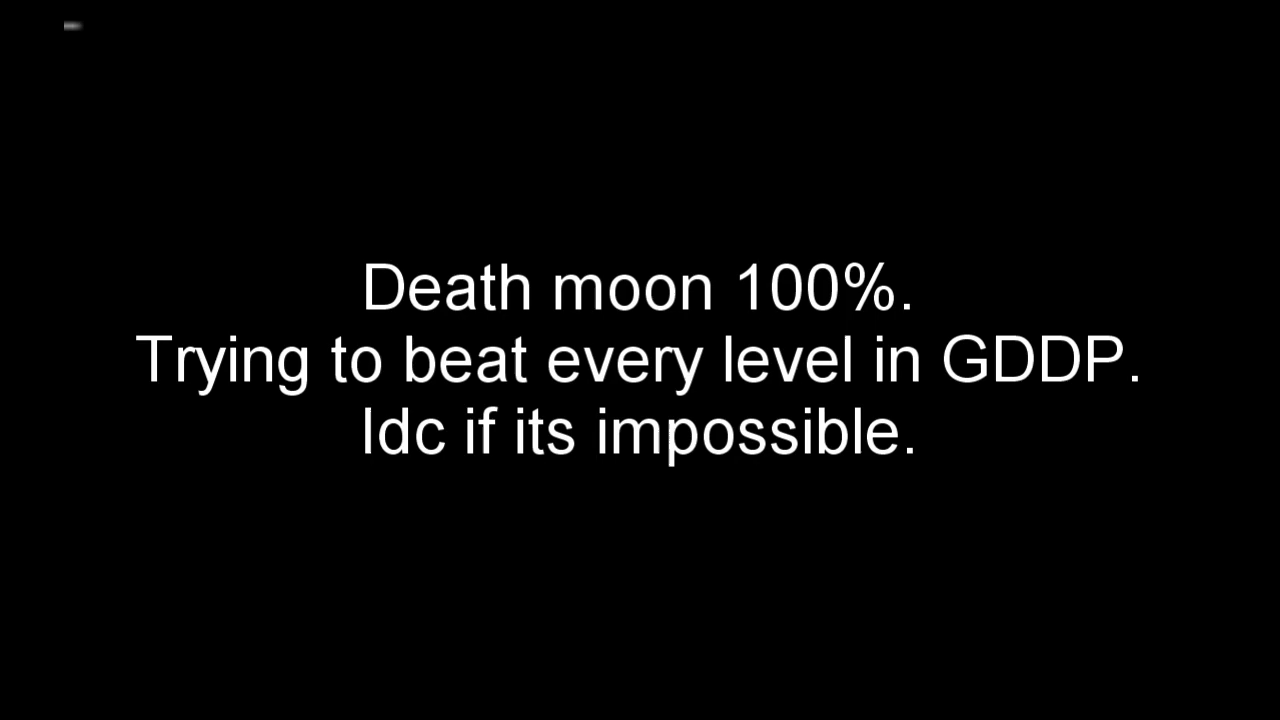 Death moon 100%.
Trying to beat every level in GDDP.
Idc if its impossible.